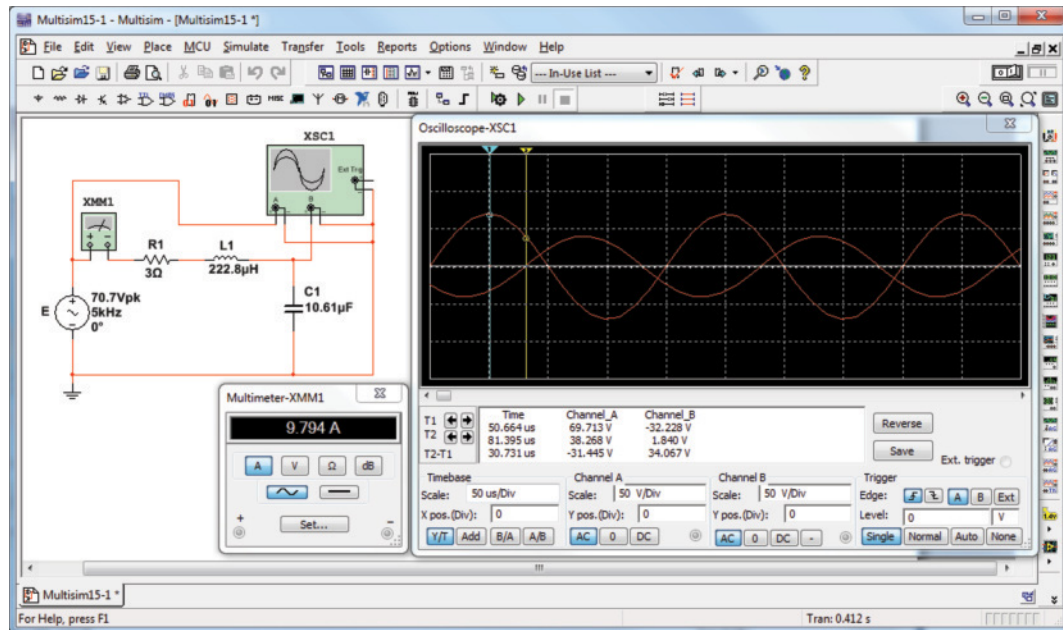 Multisim15-1 - Multisim - [Multisim15-1 *]
File Edit View Place MCU Simulate Transfer Tools Reports Options Window Help
--- In-Use List ---
XSC1
Ext Trig
A B
XMM1
R1
3Ω
L1
222.8µH
C1
10.61µF
E
70.7Vpk
5kHz
0°
Oscilloscope-XSC1
Time Channel_A Channel_B
T1 50.664 us 69.713 V -32.228 V
T2 81.395 us 38.268 V 1.840 V
T2-T1 30.731 us -31.445 V 34.067 V
Reverse
Save
Ext. trigger
Timebase
Scale: 50 us/Div
X pos.(Div): 0
Y/T Add B/A A/B
Channel A
Scale: 50 V/Div
Y pos.(Div): 0
AC 0 DC
Channel B
Scale: 50 V/Div
Y pos.(Div): 0
AC 0 DC -
Trigger
Edge: A B Ext
Level: 0 V
Single Normal Auto None
Multimeter-XMM1
9.794 A
A V Ω dB
+ Set... -
Multisim15-1 *
For Help, press F1
Tran: 0.412 s